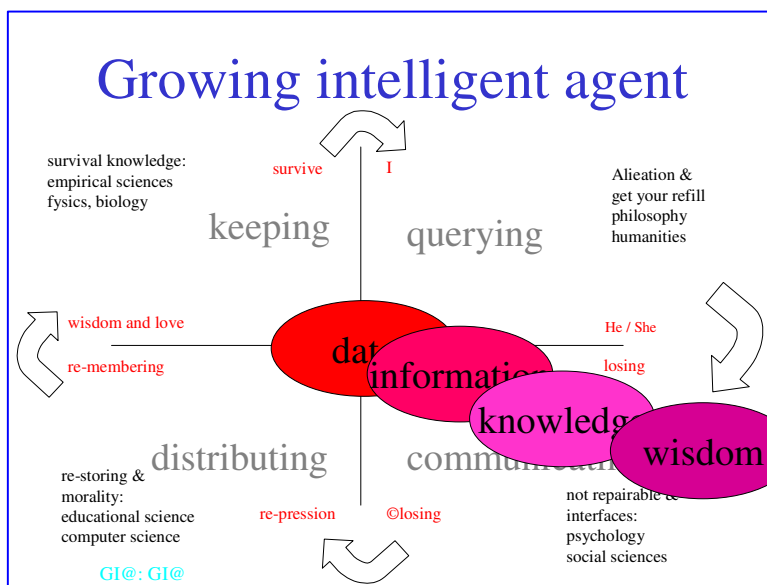 Growing intelligent agent
survival knowledge:
empirical sciences
fysics, biology
survive
I
Alieation &
get your refill
philosophy
humanities
keeping
querying
wisdom and love
He / She
re-membering
losing
dat
information
knowledge
wisdom
distributing
communicati
re-storing &
morality:
educational science
computer science
re-pression
©losing
not repairable &
interfaces:
psychology
social sciences
GI@: GI@